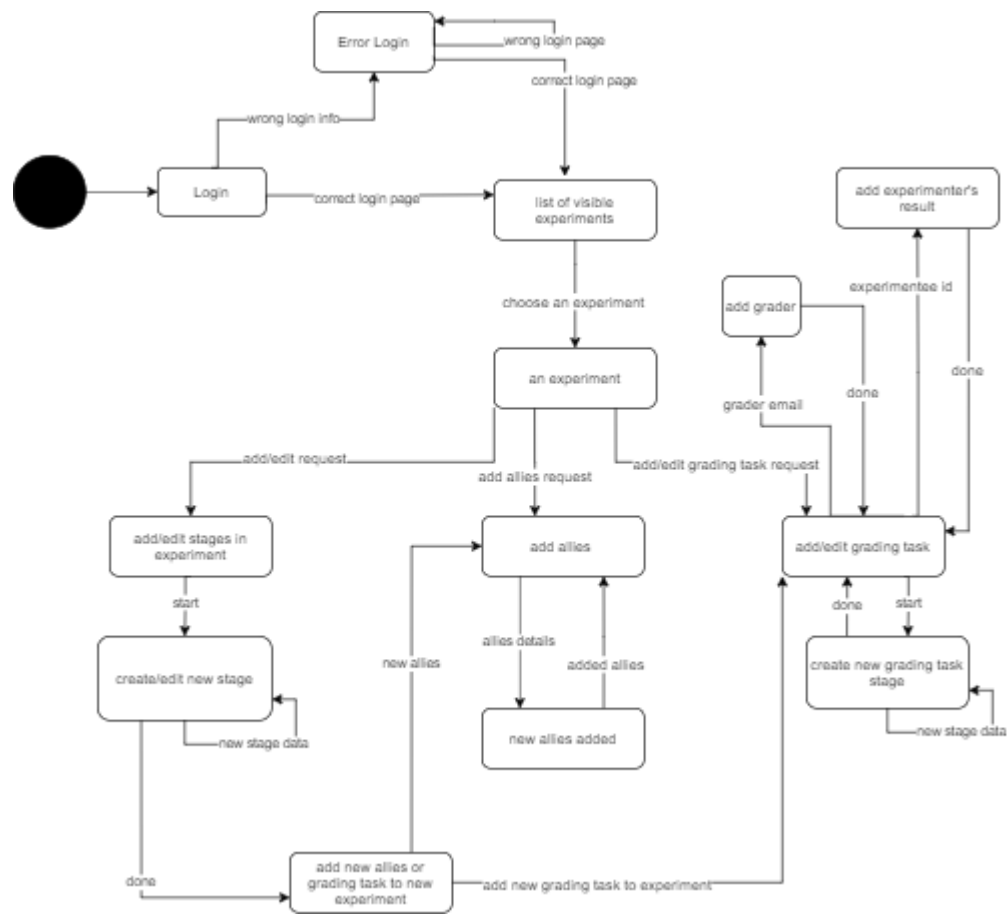 Error Login
wrong login page
correct login page
wrong login info
Login
correct login page
list of visible
experiments
add experimenter's
result
choose an experiment
experimentee id
add grader
an experiment
done
done
grader email
add/edit request
add allies request
add/edit grading task request
add/edit stages in
experiment
add allies
add/edit grading task
start
done
start
allies details
new allies
added allies
create/edit new stage
create new grading task
stage
new stage data
new allies added
new stage data
add new allies or
grading task to new
experiment
done
add new grading task to experiment